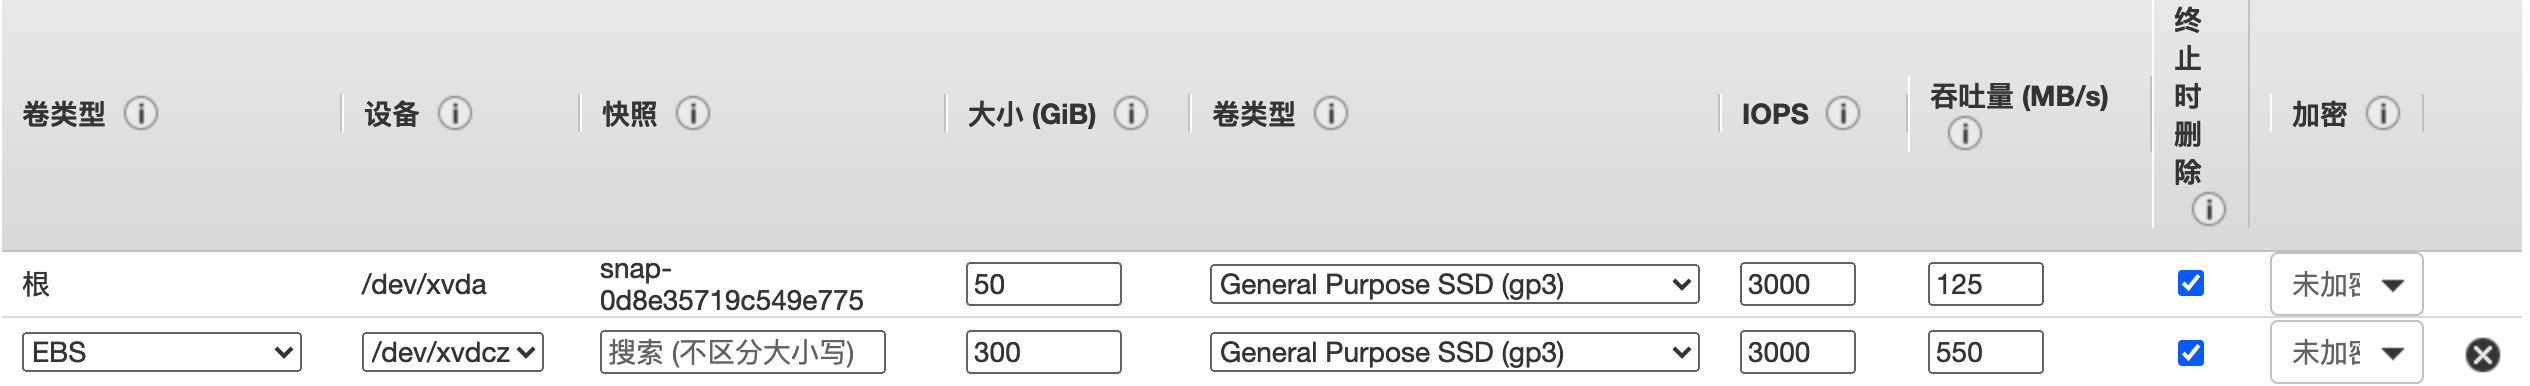 卷类型
设备
快照
大小 (GiB)
卷类型
IOPS
吞吐量 (MB/s)
终止时删除
加密
根
/dev/xvda
snap-
0d8e35719c549e775
50
General Purpose SSD (gp3)
3000
125
未加密
EBS
/dev/xvdcz
搜索 (不区分大小写)
300
General Purpose SSD (gp3)
3000
550
未加密